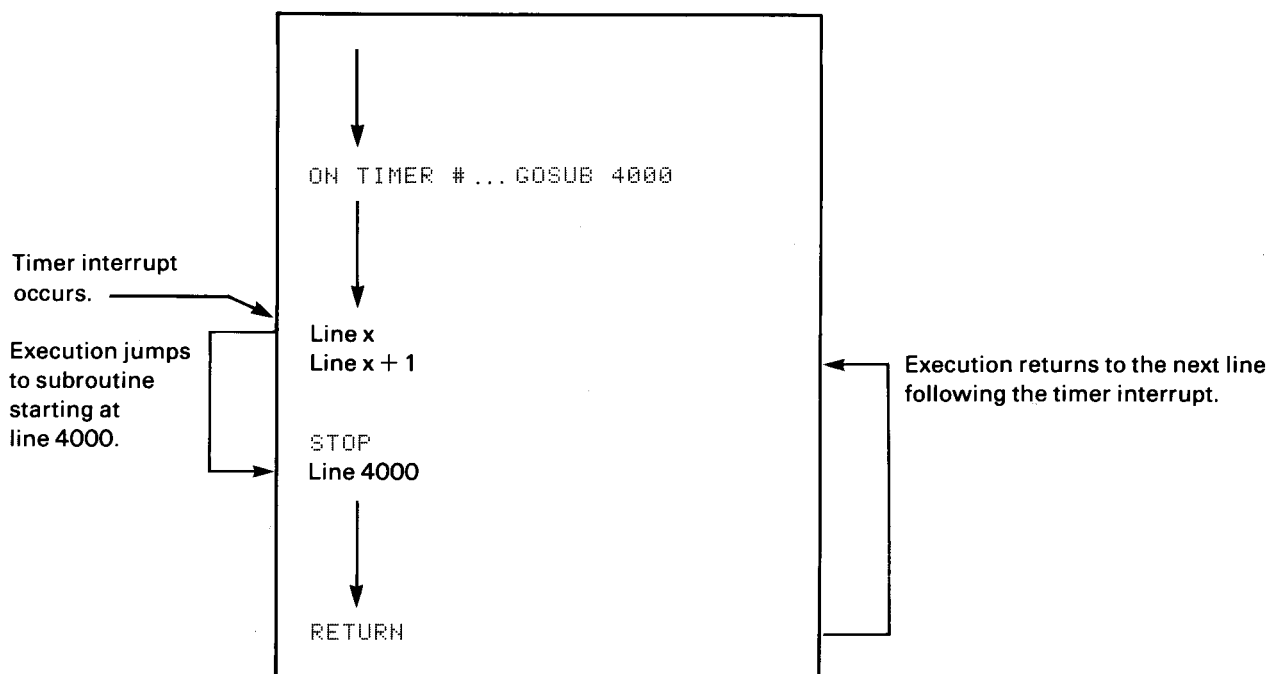 ON TIMER #...GOSUB 4000
Timer interrupt
occurs.
Line x
Line x + 1
Execution jumps
to subroutine
starting at
line 4000.
Execution returns to the next line
following the timer interrupt.
STOP
Line 4000
RETURN